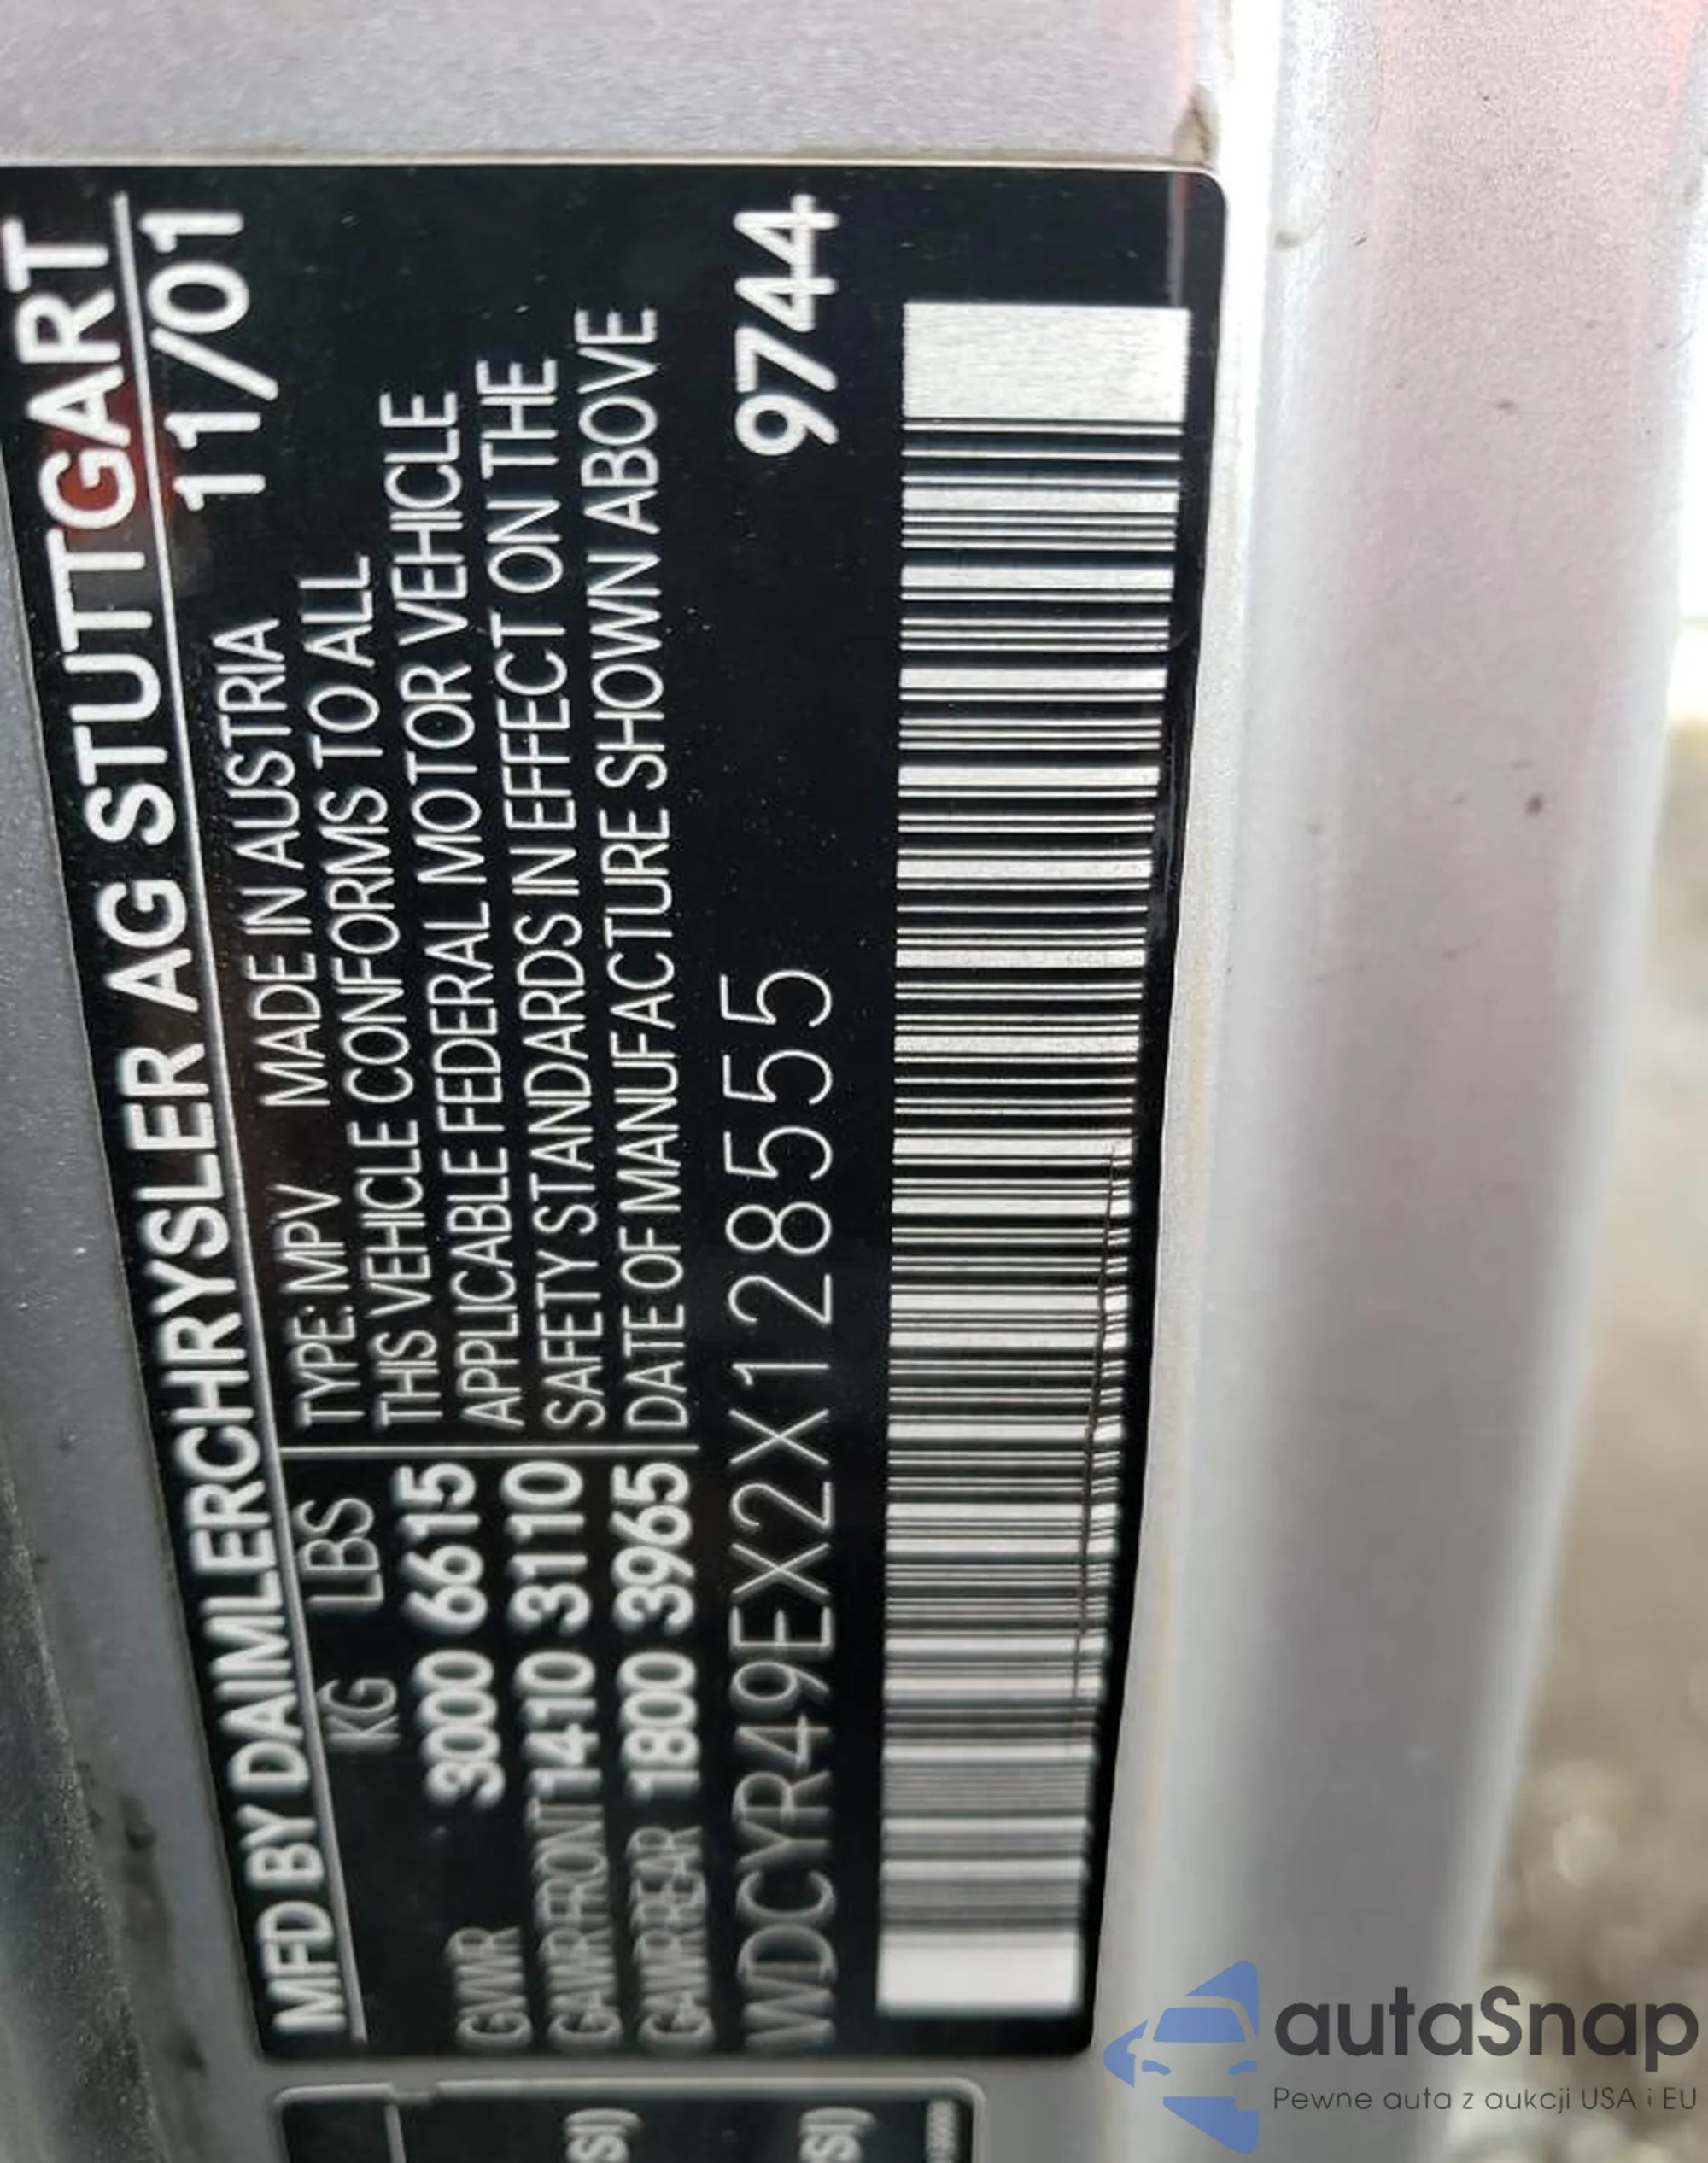 MFD BY DAIMLERCHRYSLER AG STUTTGART
KG LBS TYPE: MPV MADE IN AUSTRIA 11/01
GVWR 3000 6615 THIS VEHICLE CONFORMS TO ALL
APPLICABLE FEDERAL MOTOR VEHICLE
GAWR FRONT 1410 3110 SAFETY STANDARDS IN EFFECT ON THE
GAWR REAR 1800 3965 DATE OF MANUFACTURE SHOWN ABOVE
WDCYR49EX2X128555 9744
SI)
SI)
autaSnap
Pewne auta z aukcji USA i EU